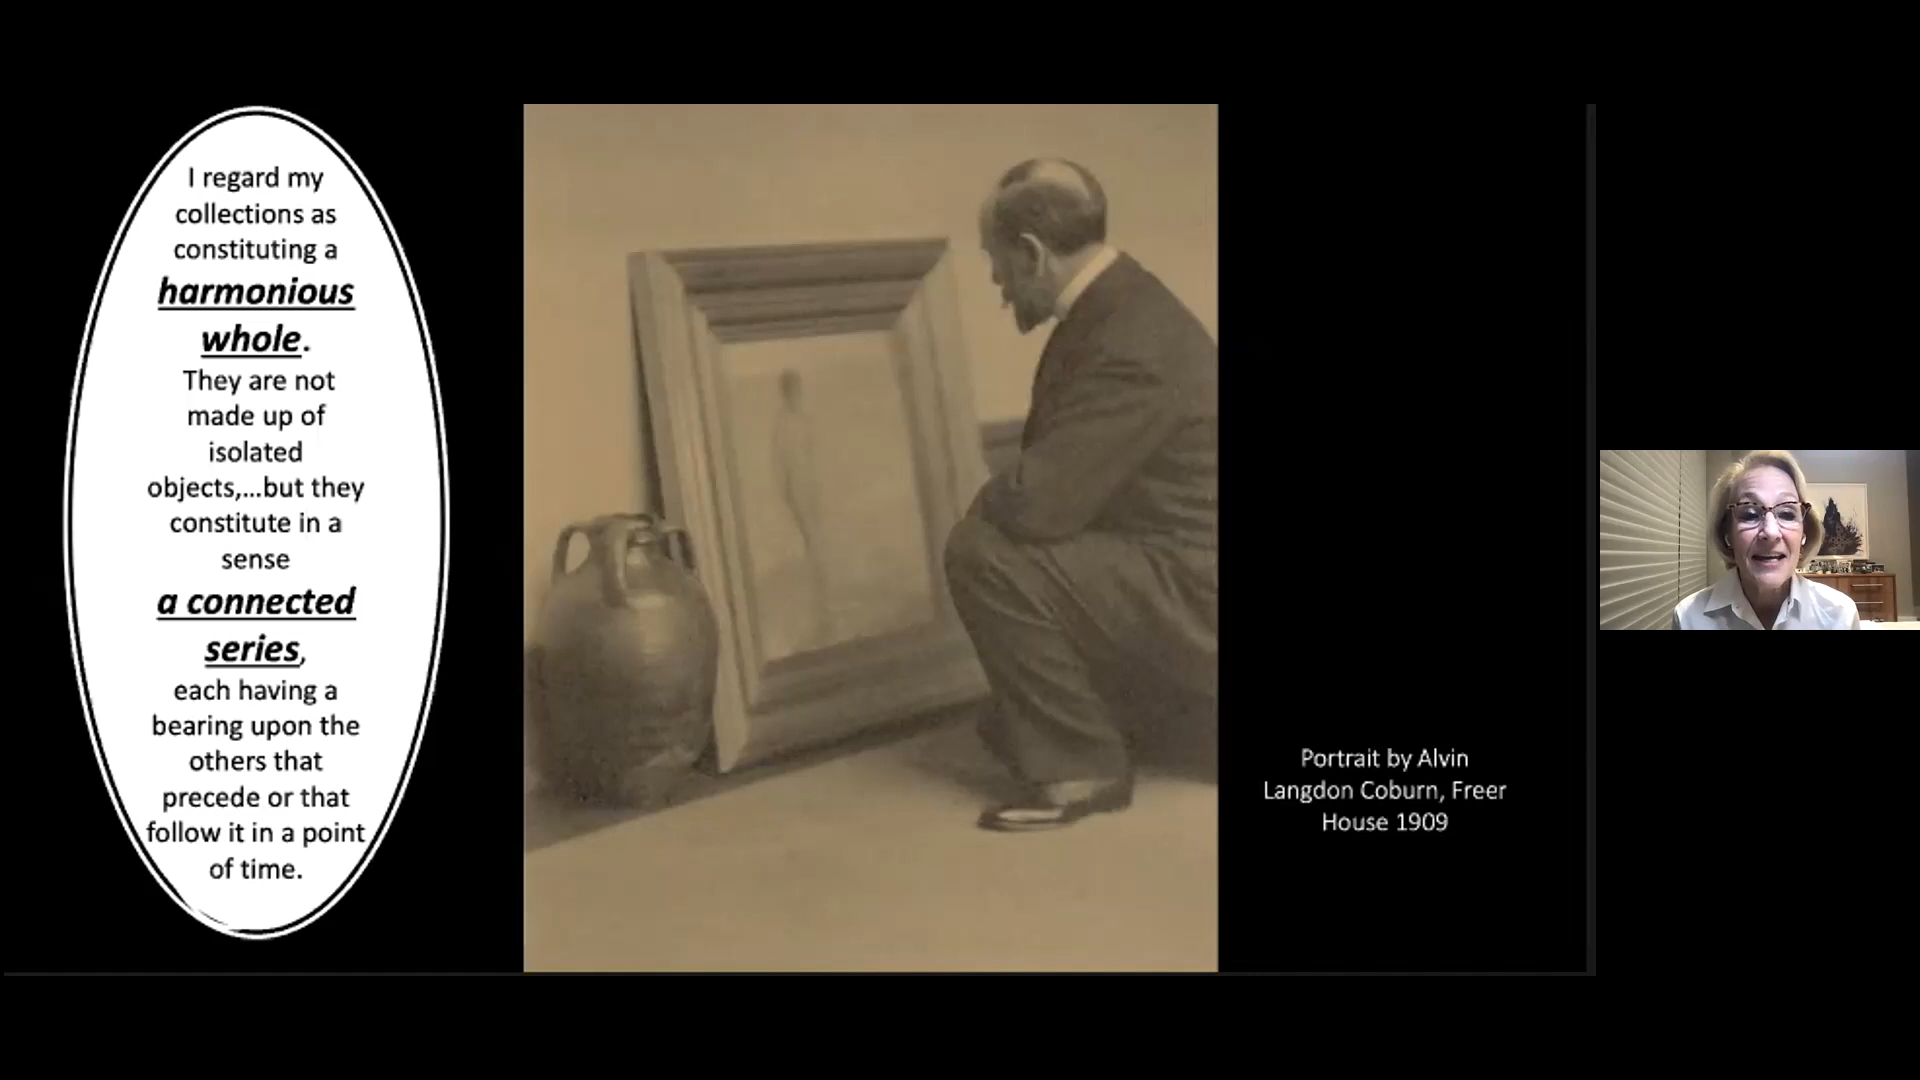 I regard my
collections as
constituting a
harmonious
whole.
They are not
made up of
isolated
objects,...but they
constitute in a
sense
a connected
series,
each having a
bearing upon the
others that
precede or that
follow it in a point
of time.
Portrait by Alvin
Langdon Coburn, Freer
House 1909